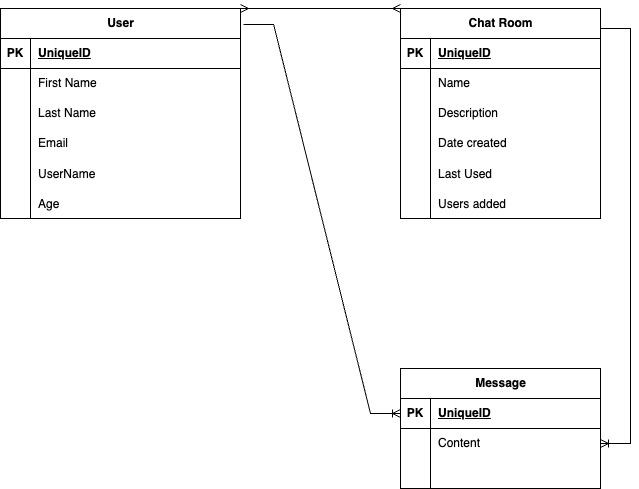 User
PK UniqueID
First Name
Last Name
Email
UserName
Age
Chat Room
PK UniqueID
Name
Description
Date created
Last Used
Users added
Message
PK UniqueID
Content